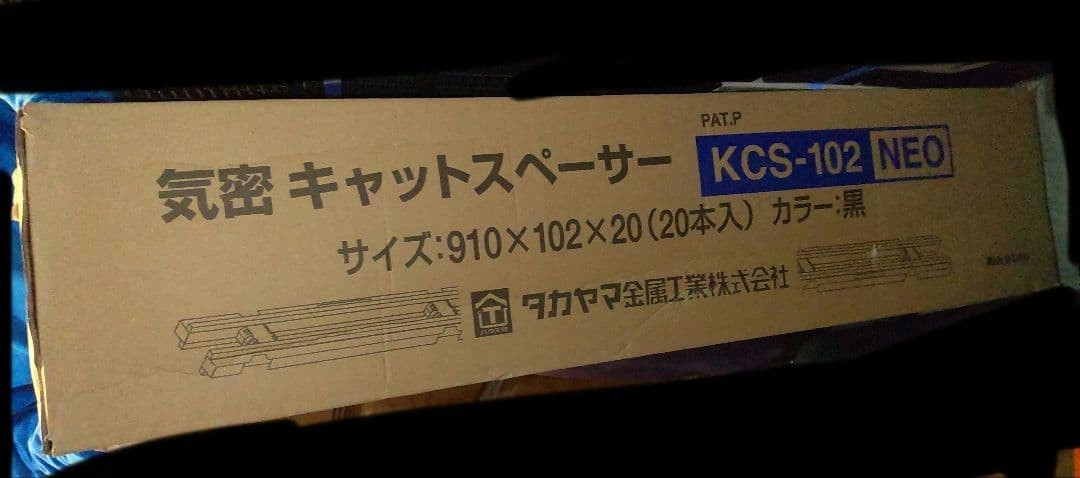 PAT.P
気密 キャットスペーサー KCS-102 NEO
サイズ:910×102×20(20本入) カラー:黒
タカヤマ金属工業株式会社